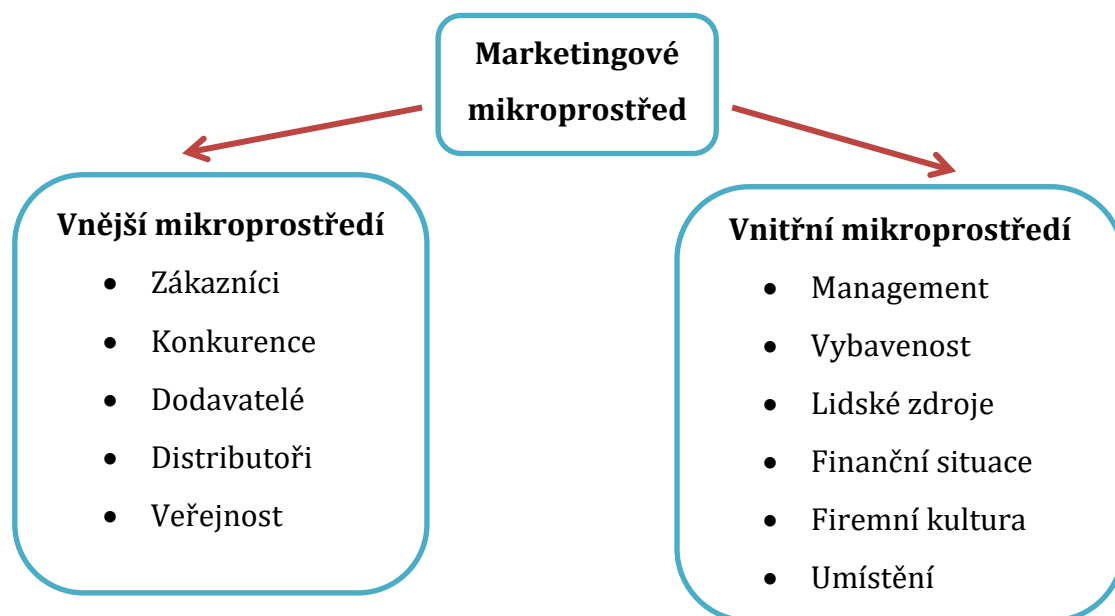 Marketingové
mikroprostřed
Vnější mikroprostředí
• Zákazníci
• Konkurence
• Dodavatelé
• Distributoři
• Veřejnost
Vnitřní mikroprostředí
• Management
• Vybavenost
• Lidské zdroje
• Finanční situace
• Firemní kultura
• Umístění